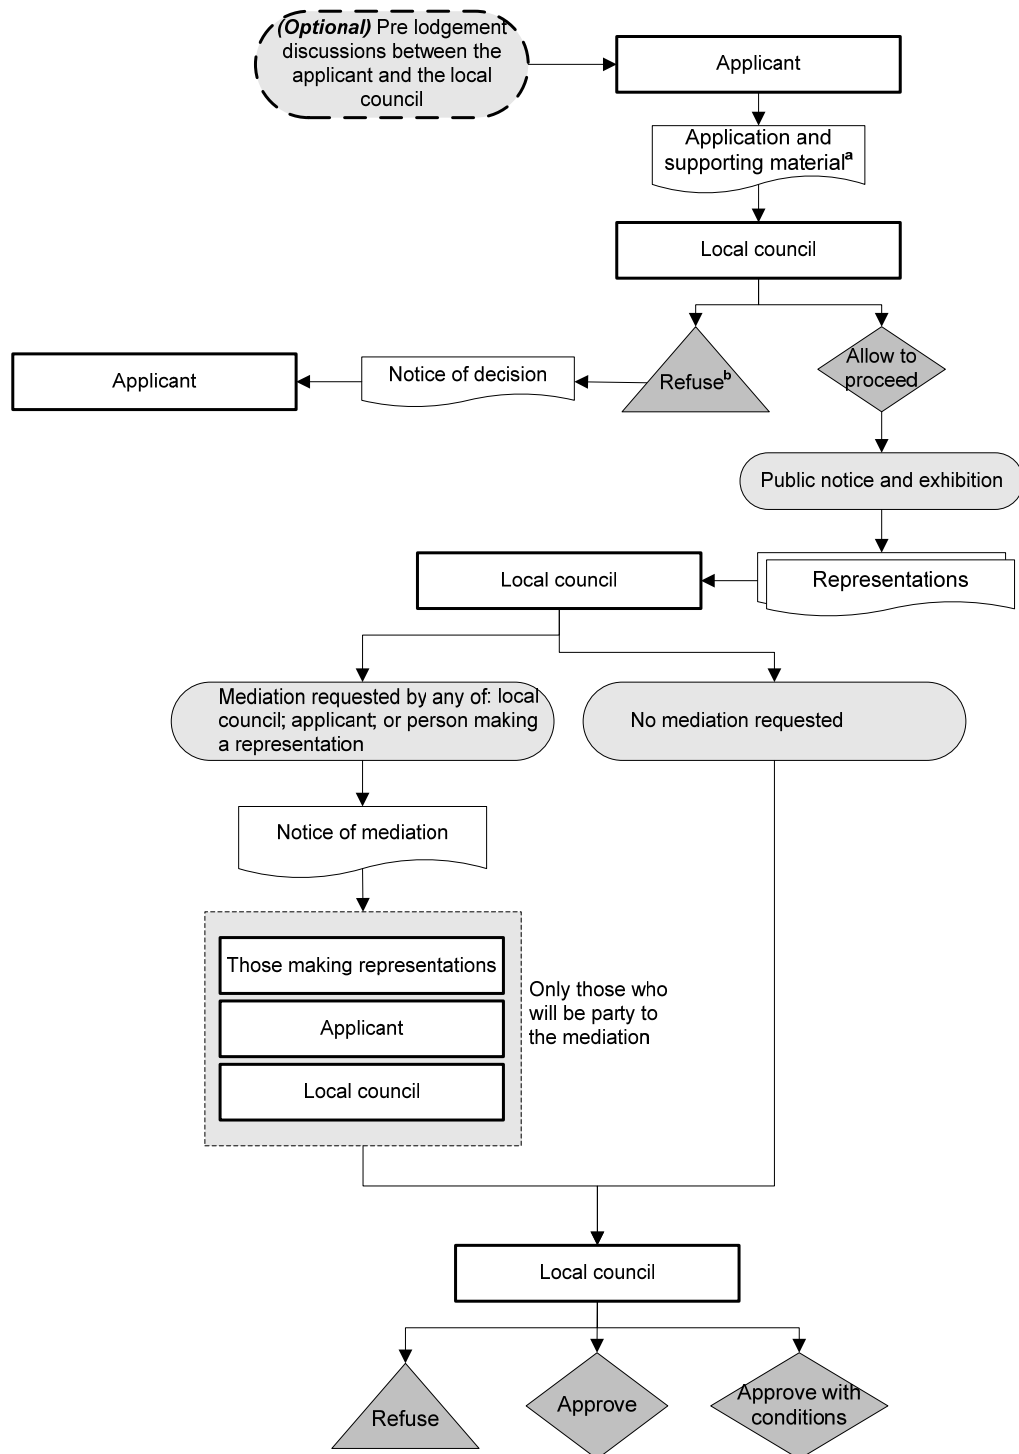 (Optional) Pre lodgement
discussions between the
applicant and the local
council
Applicant
Application and
supporting materialᵃ
Local council
Applicant
Notice of decision
Refuseᵇ
Allow to
proceed
Public notice and exhibition
Local council
Representations
Mediation requested by any of: local
council; applicant; or person making
a representation
No mediation requested
Notice of mediation
Those making representations
Applicant
Local council
Only those who
will be party to
the mediation
Local council
Refuse
Approve
Approve with
conditions